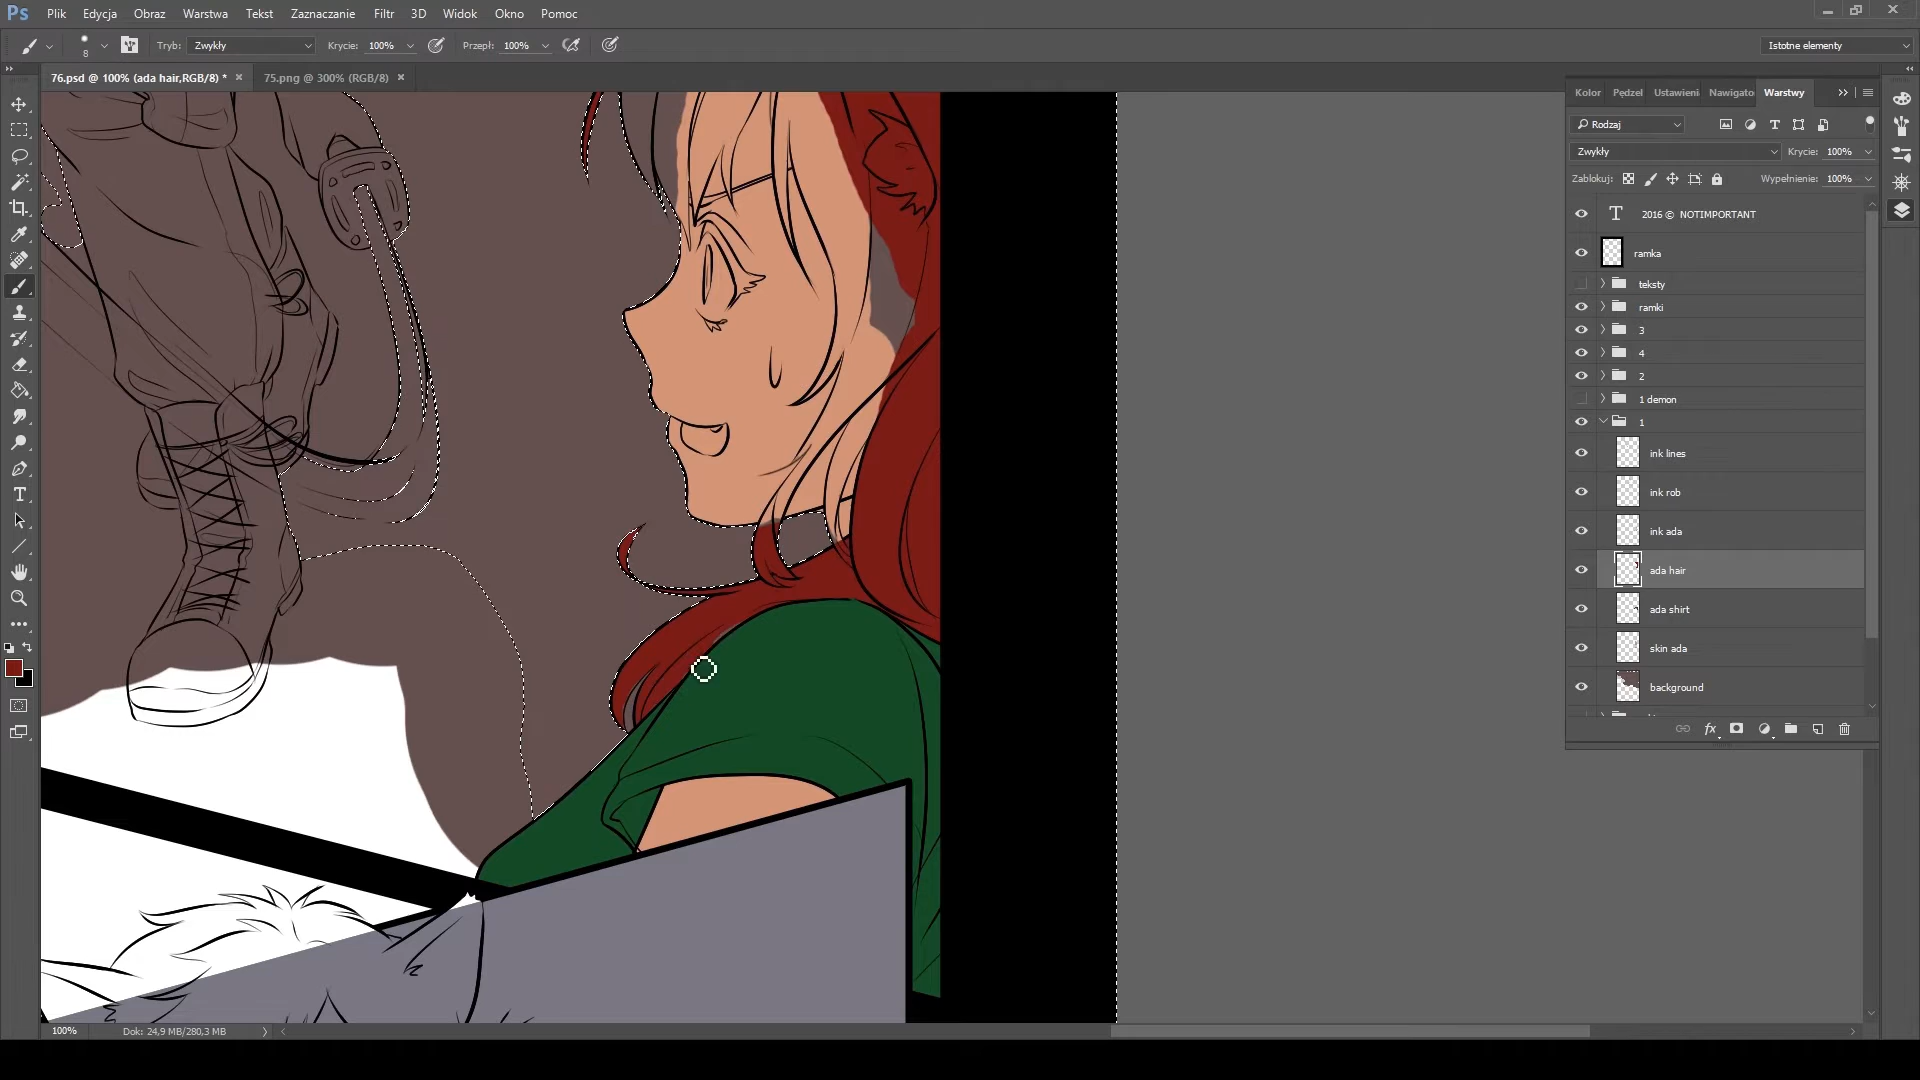 Ps Plik Edycja Obraz Warstwa Tekst Zaznaczanie Filtr 3D Widok Okno Pomoc
8 Tryb: Zwykły Krycie: 100% Przepł: 100% Istotne elementy
76.psd @ 100% (ada hair,RGB/8) * × 75.png @ 300% (RGB/8) ×
Kolor Pędzel Ustawieni Nawigato Warstwy
Rodzaj
Zwykły Krycie: 100%
Zablokuj: Wypełnienie: 100%
T 2016 © NOTIMPORTANT
ramka
teksty
ramki
3
4
2
1 demon
1
ink lines
ink rob
ink ada
ada hair
ada shirt
skin ada
background
fx
100% Dok: 24,9 MB/280,3 MB